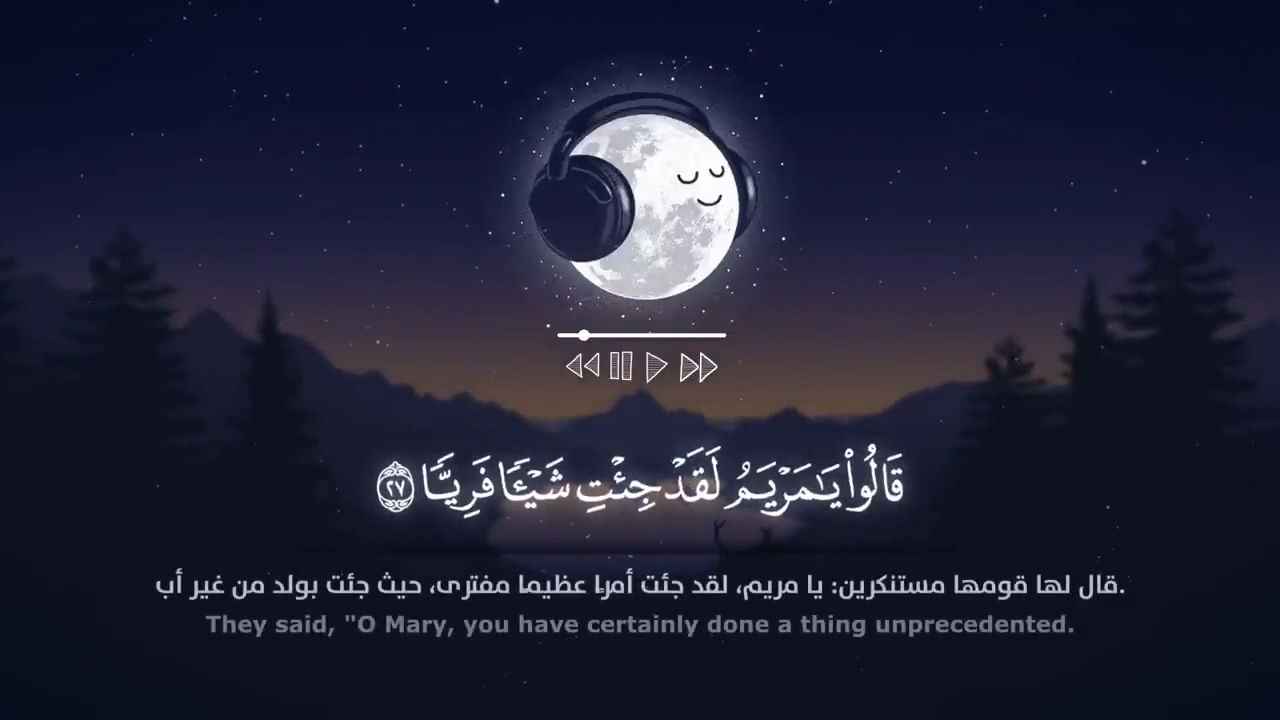 قَالُوا۟ يَـٰمَرْيَمُ لَقَدْ جِئْتِ شَيْـًٔا فَرِيًّا ٢٧
قال لها قومها مستنكرين: يا مريم، لقد جئت أمرا عظيما مفترى، حيث جئت بولد من غير أب.
They said, "O Mary, you have certainly done a thing unprecedented.